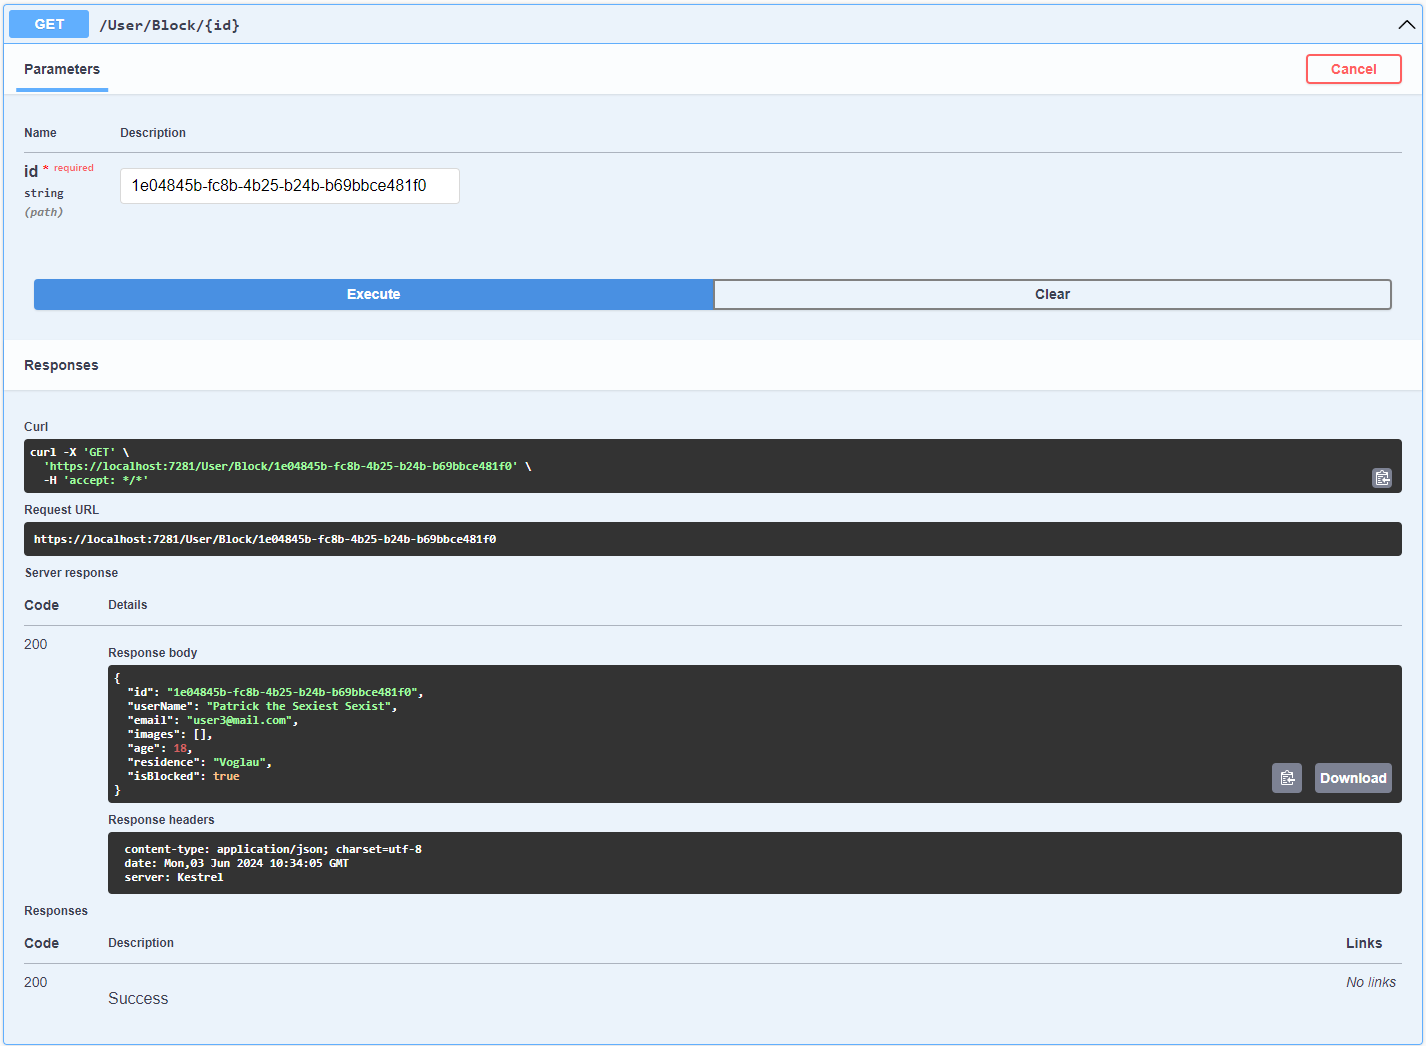 GET /User/Block/{id}
Parameters
Cancel
Name Description
id * required
string
(path)
1e04845b-fc8b-4b25-b24b-b69bbce481f0
Execute Clear
Responses
Curl
curl -X 'GET' \
'https://localhost:7281/User/Block/1e04845b-fc8b-4b25-b24b-b69bbce481f0' \
-H 'accept: */*'
Request URL
https://localhost:7281/User/Block/1e04845b-fc8b-4b25-b24b-b69bbce481f0
Server response
Code Details
200
Response body
{
"id": "1e04845b-fc8b-4b25-b24b-b69bbce481f0",
"userName": "Patrick the Sexiest Sexist",
"email": "user3@mail.com",
"images": [],
"age": 18,
"residence": "Voglau",
"isBlocked": true
}
Download
Response headers
content-type: application/json; charset=utf-8
date: Mon,03 Jun 2024 10:34:05 GMT
server: Kestrel
Responses
Code Description Links
200
Success
No links